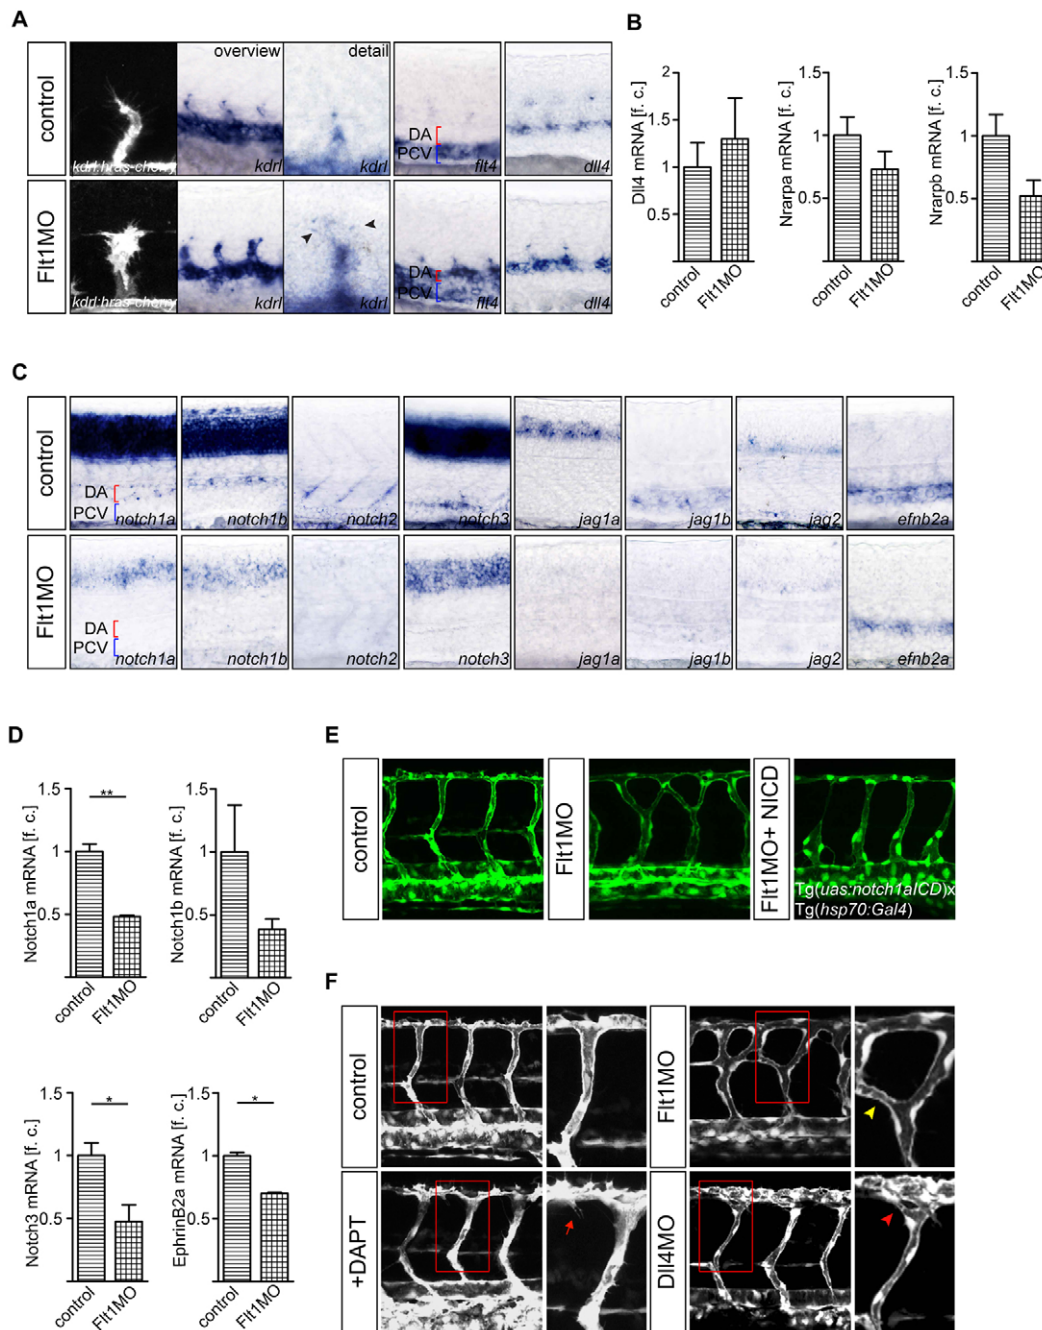 A
control
overview
detail
DA
PCV
kdrl:hras-cherry
kdrl
kdrl
flt4
dll4
Flt1MO
DA
PCV
kdrl:hras-cherry
kdrl
kdrl
flt4
dll4
B
Dll4 mRNA [f. c.]
2
1.5
1
0.5
control
Flt1MO
Nrarpa mRNA [f. c.]
1.5
1
0.5
control
Flt1MO
Nrarpb mRNA [f. c.]
1.5
1
0.5
control
Flt1MO
C
control
DA
PCV
notch1a
notch1b
notch2
notch3
jag1a
jag1b
jag2
efnb2a
Flt1MO
DA
PCV
notch1a
notch1b
notch2
notch3
jag1a
jag1b
jag2
efnb2a
D
Notch1a mRNA [f. c.]
1.5
1
0.5
**
control
Flt1MO
Notch1b mRNA [f. c.]
1.5
1
0.5
control
Flt1MO
Notch3 mRNA [f. c.]
1.5
1
0.5
*
control
Flt1MO
EphrinB2a mRNA [f. c.]
1.5
1
0.5
*
control
Flt1MO
E
control
Flt1MO
Flt1MO+ NICD
Tg(uas:notch1aICD)x
Tg(hsp70:Gal4)
F
control
Flt1MO
+DAPT
Dll4MO